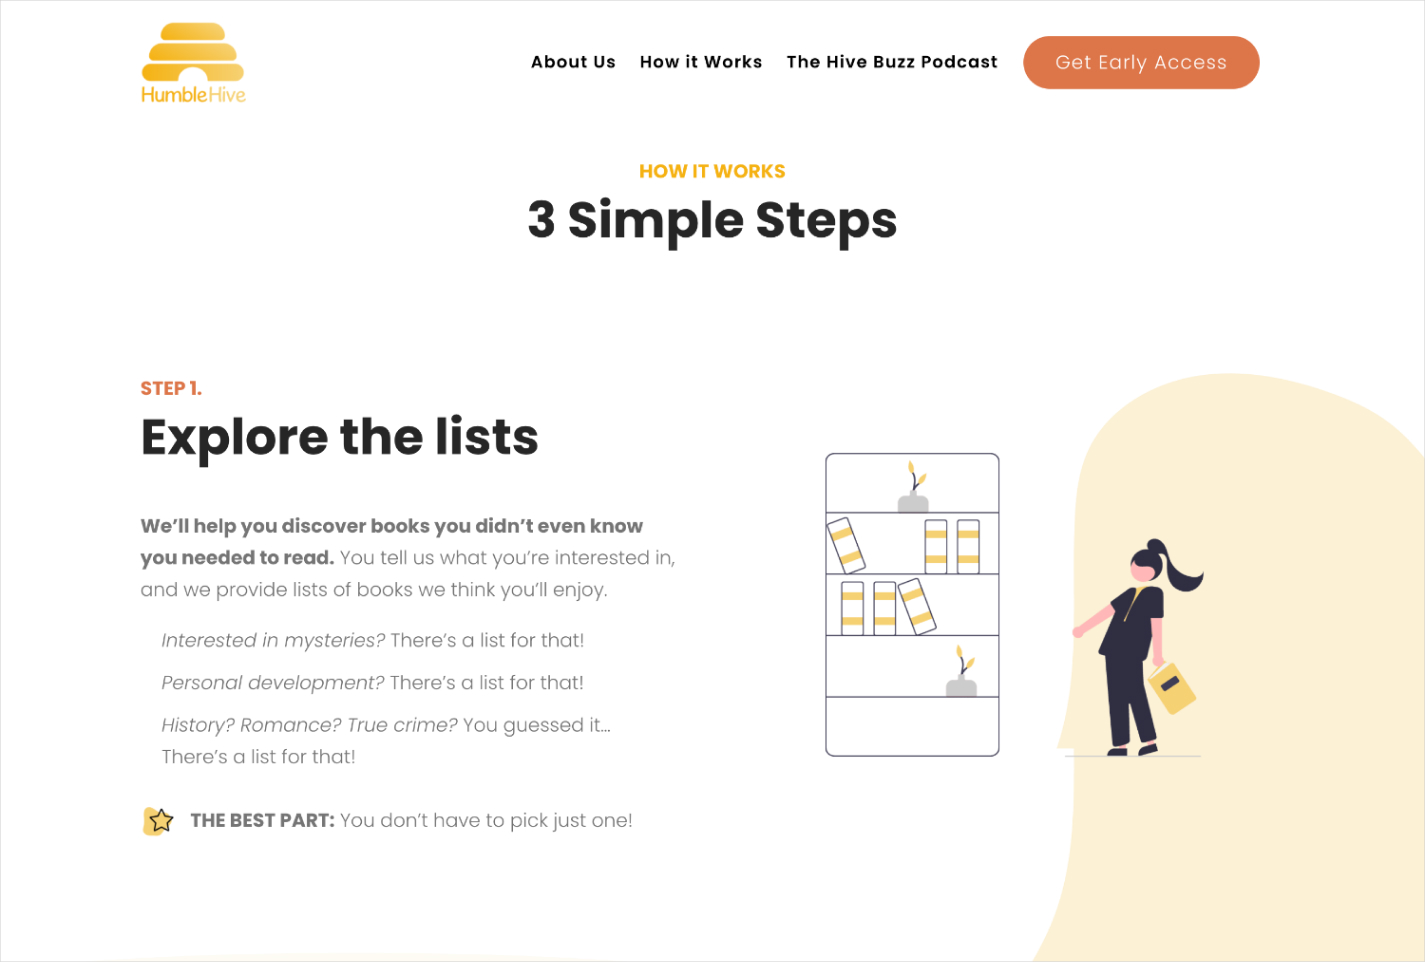 HumbleHive
About Us
How it Works
The Hive Buzz Podcast
Get Early Access
HOW IT WORKS
3 Simple Steps
STEP 1.
Explore the lists
We’ll help you discover books you didn’t even know
you needed to read. You tell us what you’re interested in,
and we provide lists of books we think you’ll enjoy.
Interested in mysteries? There’s a list for that!
Personal development? There’s a list for that!
History? Romance? True crime? You guessed it...
There’s a list for that!
THE BEST PART: You don’t have to pick just one!